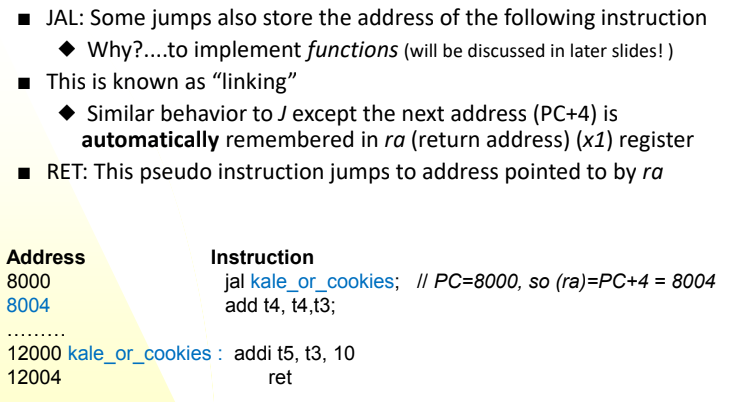 ■ JAL: Some jumps also store the address of the following instruction
◆ Why?....to implement functions (will be discussed in later slides! )
■ This is known as “linking”
◆ Similar behavior to J except the next address (PC+4) is
automatically remembered in ra (return address) (x1) register
■ RET: This pseudo instruction jumps to address pointed to by ra
Address Instruction
8000 jal kale_or_cookies; // PC=8000, so (ra)=PC+4 = 8004
8004 add t4, t4,t3;
………
12000 kale_or_cookies : addi t5, t3, 10
12004 ret